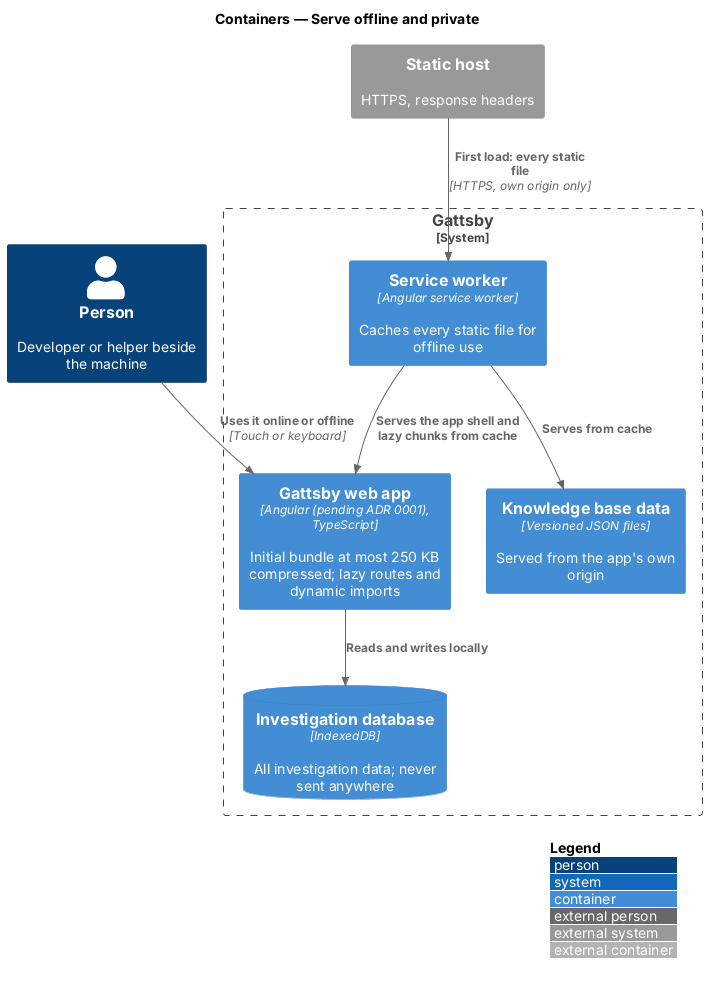 Containers — Serve offline and private
Static host
HTTPS, response headers
First load: every static
file
[HTTPS, own origin only]
Gattsby
[System]
Person
Developer or helper beside
the machine
Service worker
[Angular service worker]
Caches every static file for
offline use
Uses it online or offline
[Touch or keyboard]
Serves the app shell and
lazy chunks from cache
Serves from cache
Gattsby web app
[Angular (pending ADR 0001),
TypeScript]
Initial bundle at most 250 KB
compressed; lazy routes and
dynamic imports
Knowledge base data
[Versioned JSON files]
Served from the app's own
origin
Reads and writes locally
Investigation database
[IndexedDB]
All investigation data; never
sent anywhere
Legend
person
system
container
external person
external system
external container